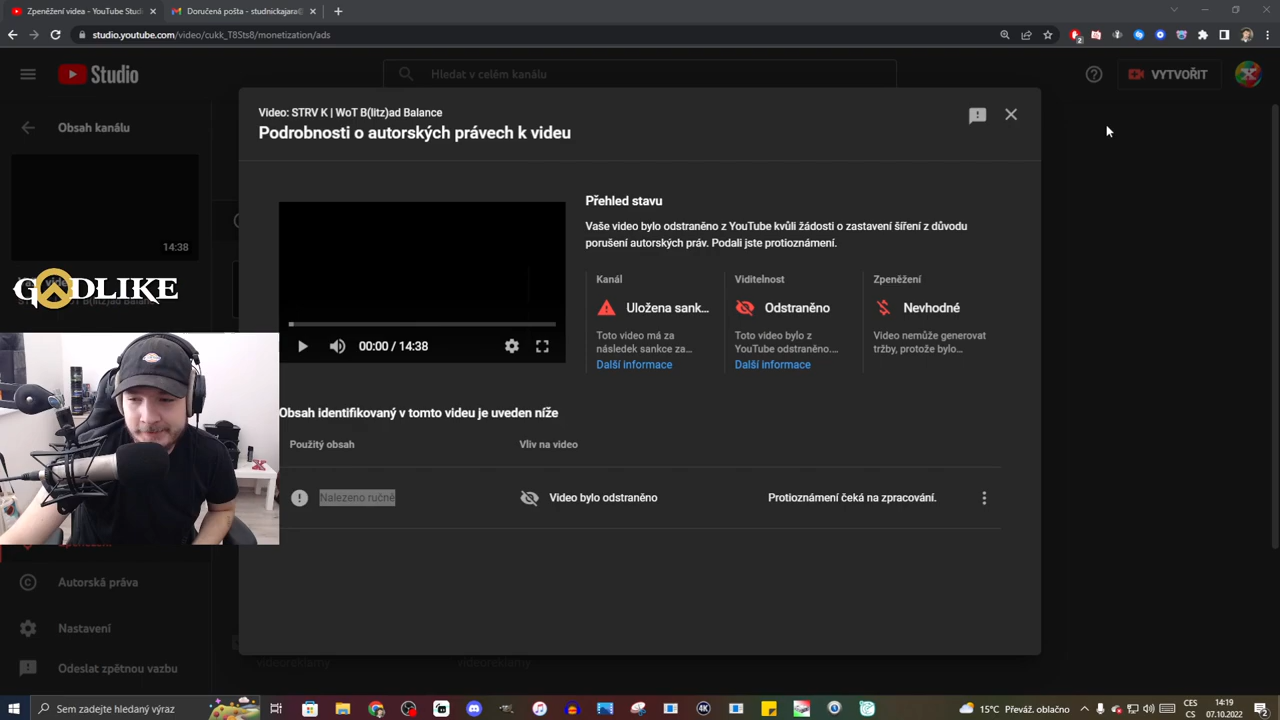 Zpeněžení videa - YouTube Stud
Doručená pošta - studnickajara@
studio.youtube.com/video/cukk_T8Sts8/monetization/ads
2
Studio
Hledat v celém kanálu
VYTVOŘIT
Obsah kanálu
14:38
GODLIKE
Video: STRV K | WoT B(litz)ad Balance
Podrobnosti o autorských právech k videu
00:00 / 14:38
Přehled stavu
Vaše video bylo odstraněno z YouTube kvůli žádosti o zastavení šíření z důvodu
porušení autorských práv. Podali jste protioznámení.
Kanál
Uložena sank...
Toto video má za
následek sankce za...
Další informace
Viditelnost
Odstraněno
Toto video bylo z
YouTube odstraněno....
Další informace
Zpeněžení
Nevhodné
Video nemůže generovat
tržby, protože bylo...
Obsah identifikovaný v tomto videu je uveden níže
Použitý obsah
Vliv na video
Nalezeno ručně
Video bylo odstraněno
Protioznámení čeká na zpracování.
Autorská práva
Nastavení
Odeslat zpětnou vazbu
videoreklamy
videoreklamy
Sem zadejte hledaný výraz
4K
15°C Převáž. oblačno
CES
CS
14:19
07.10.2022